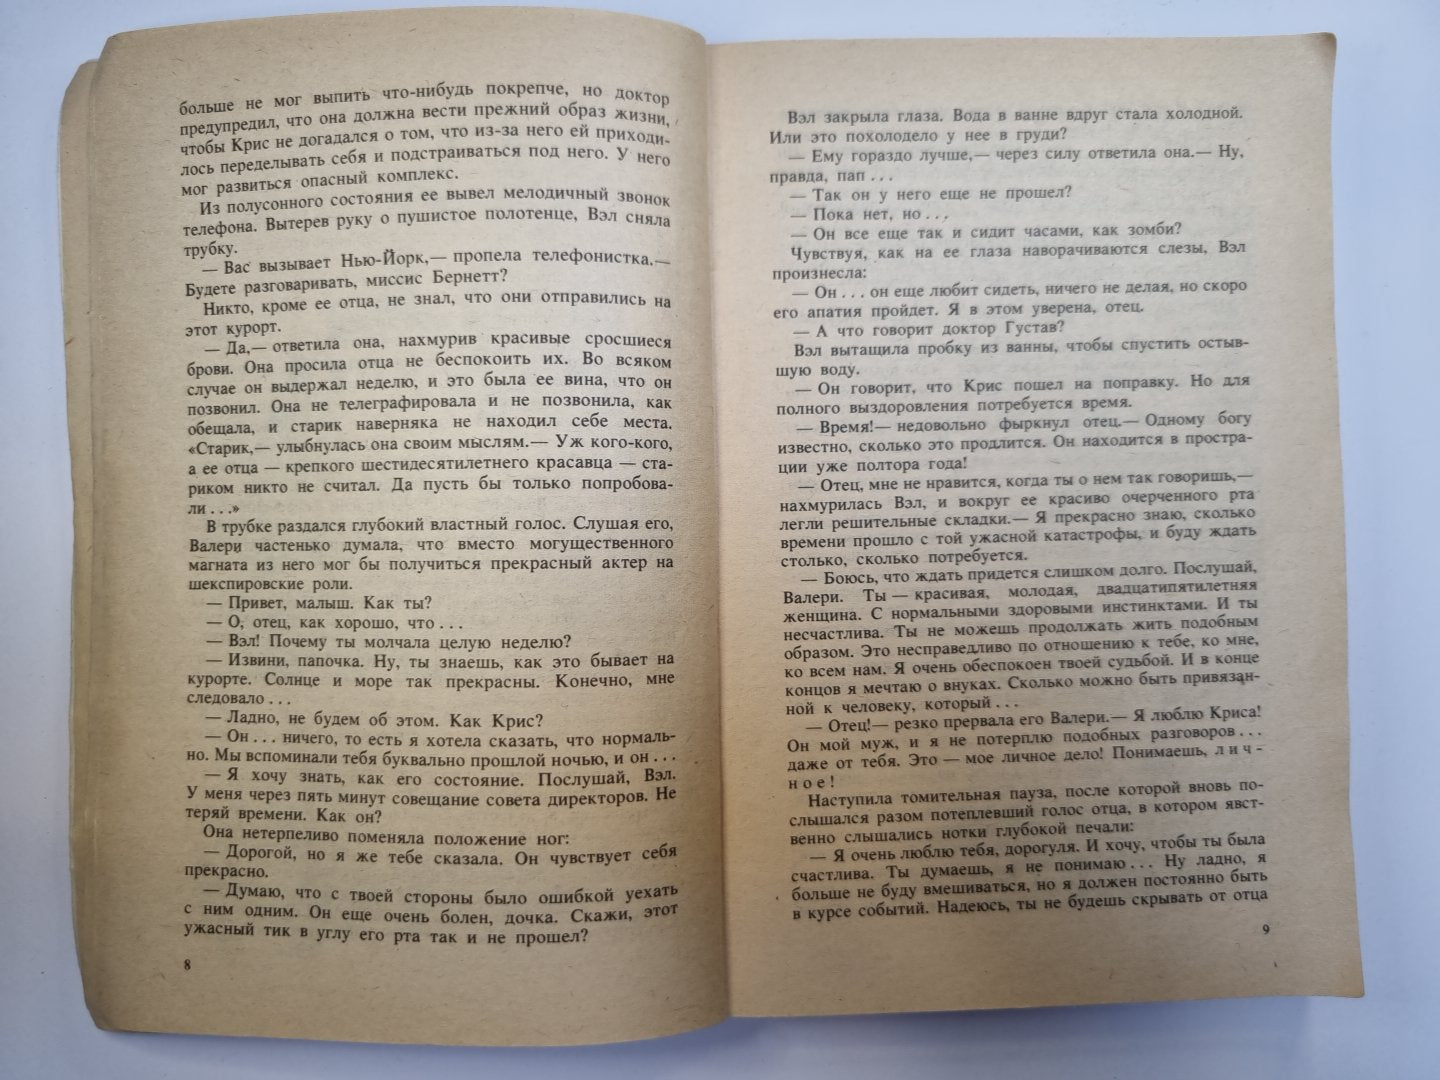 больше не мог выпить что-нибудь покрепче, но доктор
предупредил, что она должна вести прежний образ жизни,
чтобы Крис не догадался о том, что из-за него ей приходи-
лось переделывать себя и подстраиваться под него. У него
мог развиться опасный комплекс.
Из полусонного состояния ее вывел мелодичный звонок
телефона. Вытерев руку о пушистое полотенце, Вэл сняла
трубку.
— Вас вызывает Нью-Йорк,— пропела телефонистка.—
Будете разговаривать, миссис Бернетт?
Никто, кроме ее отца, не знал, что они отправились на
этот курорт.
— Да,— ответила она, нахмурив красивые сросшиеся
брови. Она просила отца не беспокоить их. Во всяком
случае он выдержал неделю, и это была ее вина, что он
позвонил. Она не телеграфировала и не позвонила, как
обещала, и старик наверняка не находил себе места.
«Старик,— улыбнулась она своим мыслям.— Уж кого-кого,
а ее отца — крепкого шестидесятилетнего красавца — ста-
риком никто не считал. Да пусть бы только попробова-
ли . . .»
В трубке раздался глубокий властный голос. Слушая его,
Валери частенько думала, что вместо могущественного
магната из него мог бы получиться прекрасный актер на
шекспировские роли.
— Привет, малыш. Как ты?
— О, отец, как хорошо, что . . .
— Вэл! Почему ты молчала целую неделю?
— Извини, папочка. Ну, ты знаешь, как это бывает на
курорте. Солнце и море так прекрасны. Конечно, мне
следовало . . .
— Ладно, не будем об этом. Как Крис?
— Он . . . ничего, то есть я хотела сказать, что нормаль-
но. Мы вспоминали тебя буквально прошлой ночью, и он . . .
— Я хочу знать, как его состояние. Послушай, Вэл.
У меня через пять минут совещание совета директоров. Не
теряй времени. Как он?
Она нетерпеливо поменяла положение ног:
— Дорогой, но я же тебе сказала. Он чувствует себя
прекрасно.
— Думаю, что с твоей стороны было ошибкой уехать
с ним одним. Он еще очень болен, дочка. Скажи, этот
ужасный тик в углу его рта так и не прошел?
8
Вэл закрыла глаза. Вода в ванне вдруг стала холодной.
Или это похолодело у нее в груди?
— Ему гораздо лучше,— через силу ответила она.— Ну,
правда, пап . . .
— Так он у него еще не прошел?
— Пока нет, но . . .
— Он все еще так и сидит часами, как зомби?
Чувствуя, как на ее глаза наворачиваются слезы, Вэл
произнесла:
— Он . . . он еще любит сидеть, ничего не делая, но скоро
его апатия пройдет. Я в этом уверена, отец.
— А что говорит доктор Густав?
Вэл вытащила пробку из ванны, чтобы спустить остыв-
шую воду.
— Он говорит, что Крис пошел на поправку. Но для
полного выздоровления потребуется время.
— Время!— недовольно фыркнул отец.— Одному богу
известно, сколько это продлится. Он находится в простра-
ции уже полтора года!
— Отец, мне не нравится, когда ты о нем так говоришь,—
нахмурилась Вэл, и вокруг ее красиво очерченного рта
легли решительные складки.— Я прекрасно знаю, сколько
времени прошло с той ужасной катастрофы, и буду ждать
столько, сколько потребуется.
— Боюсь, что ждать придется слишком долго. Послушай,
Валери. Ты — красивая, молодая, двадцатипятилетняя
женщина. С нормальными здоровыми инстинктами. И ты
несчастлива. Ты не можешь продолжать жить подобным
образом. Это несправедливо по отношению к тебе, ко мне,
ко всем нам. Я очень обеспокоен твоей судьбой. И в конце
концов я мечтаю о внуках. Сколько можно быть привязан-
ной к человеку, который . . .
— Отец!— резко прервала его Валери.— Я люблю Криса!
Он мой муж, и я не потерплю подобных разговоров . . .
даже от тебя. Это — мое личное дело! Понимаешь, л и ч -
н о е !
Наступила томительная пауза, после которой вновь по-
слышался разом потеплевший голос отца, в котором явст-
венно слышались нотки глубокой печали:
— Я очень люблю тебя, дорогуля. И хочу, чтобы ты была
счастлива. Ты думаешь, я не понимаю . . . Ну ладно, я
больше не буду вмешиваться, но я должен постоянно быть
в курсе событий. Надеюсь, ты не будешь скрывать от отца
9